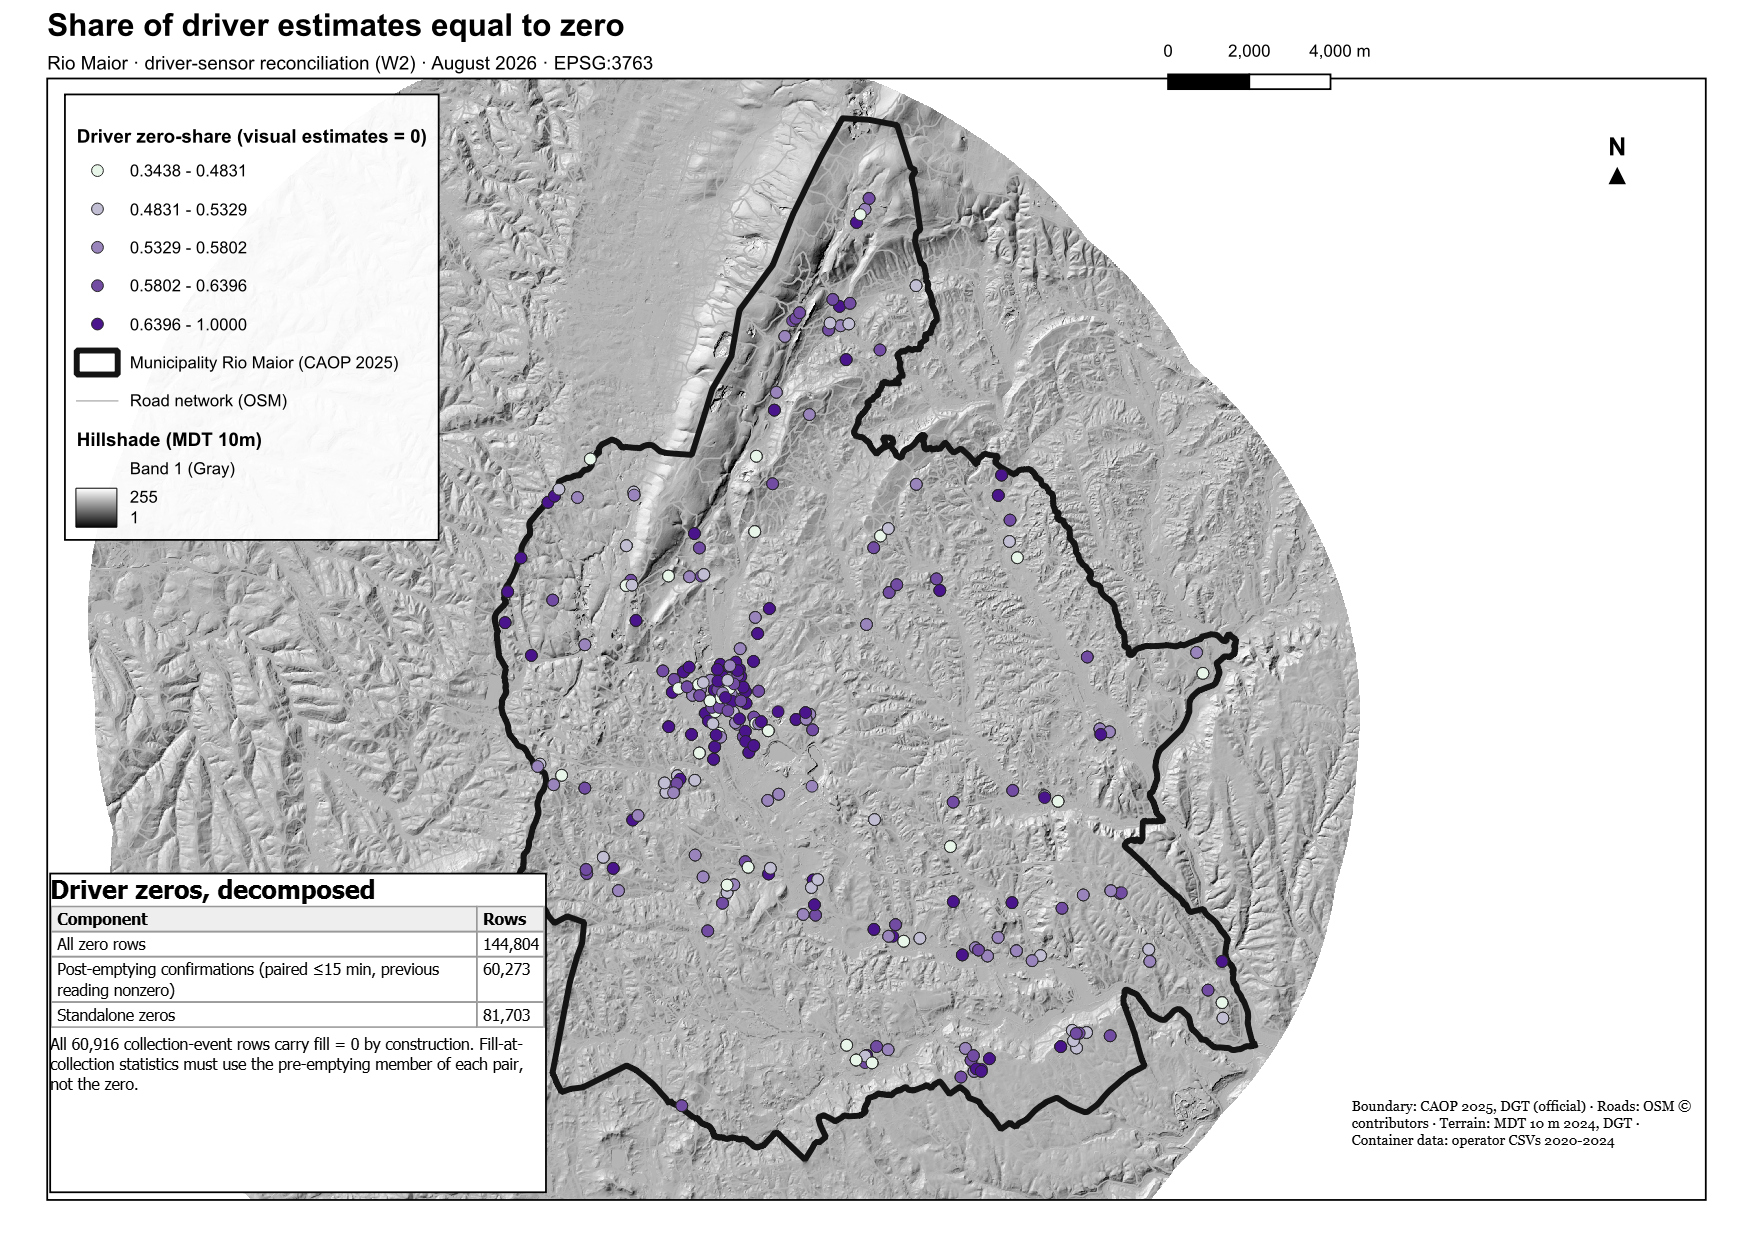 Share of driver estimates equal to zero
Rio Maior · driver-sensor reconciliation (W2) · August 2026 · EPSG:3763
0 2,000 4,000 m
N
Driver zero-share (visual estimates = 0)
0.3438 - 0.4831
0.4831 - 0.5329
0.5329 - 0.5802
0.5802 - 0.6396
0.6396 - 1.0000
Municipality Rio Maior (CAOP 2025)
Road network (OSM)
Hillshade (MDT 10m)
Band 1 (Gray)
255
1
Driver zeros, decomposed
Component Rows
All zero rows 144,804
Post-emptying confirmations (paired ≤15 min, previous 60,273
reading nonzero)
Standalone zeros 81,703
All 60,916 collection-event rows carry fill = 0 by construction. Fill-at-
collection statistics must use the pre-emptying member of each pair,
not the zero.
Boundary: CAOP 2025, DGT (official) · Roads: OSM ©
contributors · Terrain: MDT 10 m 2024, DGT ·
Container data: operator CSVs 2020-2024